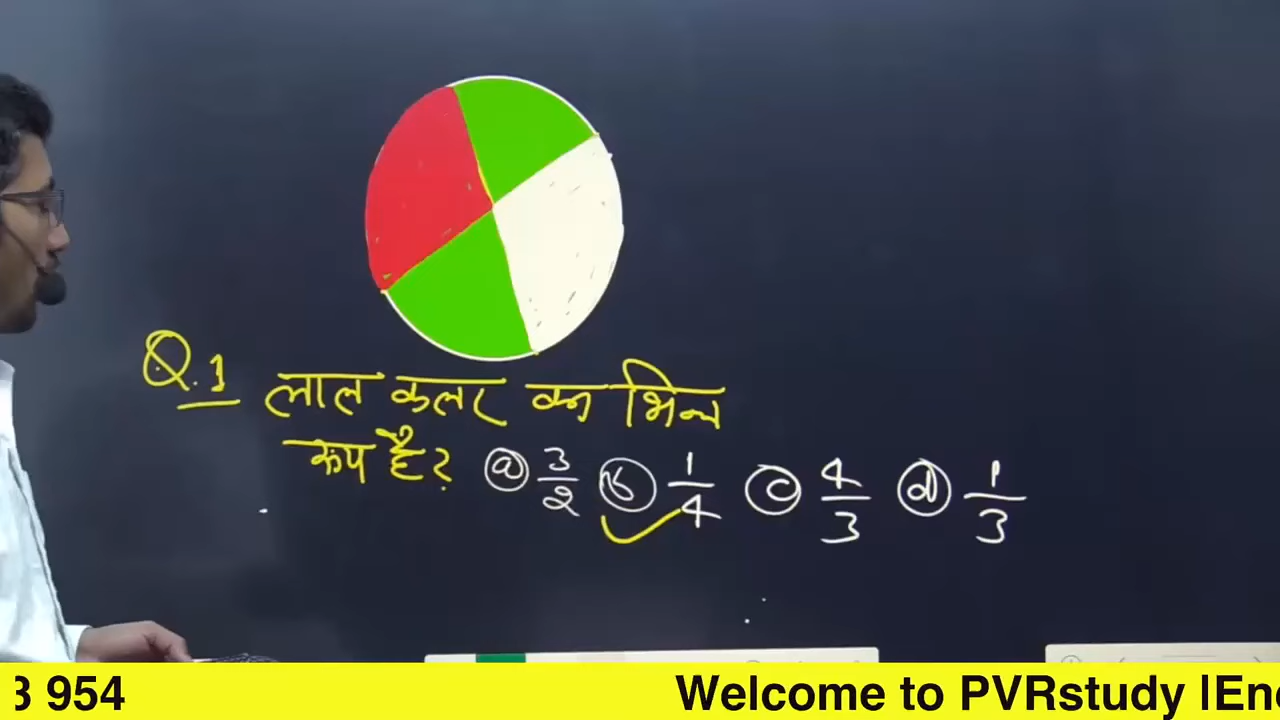 Q.1 लाल कलर का भिन्न
रूप है? ⓐ 3/2 ⓑ 1/4 ⓒ 4/3 ⓓ 1/3
3 954 Welcome to PVRstudy |En